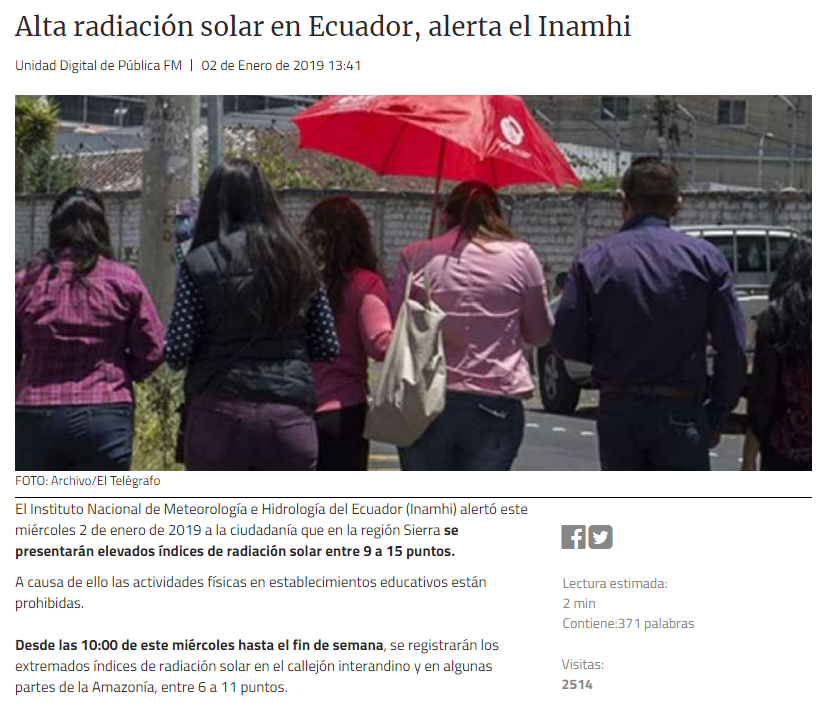 Alta radiación solar en Ecuador, alerta el Inamhi
Unidad Digital de Pública FM | 02 de Enero de 2019 13:41
FOTO: Archivo/El Telégrafo
El Instituto Nacional de Meteorología e Hidrología del Ecuador (Inamhi) alertó este
miércoles 2 de enero de 2019 a la ciudadanía que en la región Sierra se
presentarán elevados índices de radiación solar entre 9 a 15 puntos.
A causa de ello las actividades físicas en establecimientos educativos están
prohibidas.
Desde las 10:00 de este miércoles hasta el fin de semana, se registrarán los
extremados índices de radiación solar en el callejón interandino y en algunas
partes de la Amazonía, entre 6 a 11 puntos.
Lectura estimada:
2 min
Contiene:371 palabras
Visitas:
2514